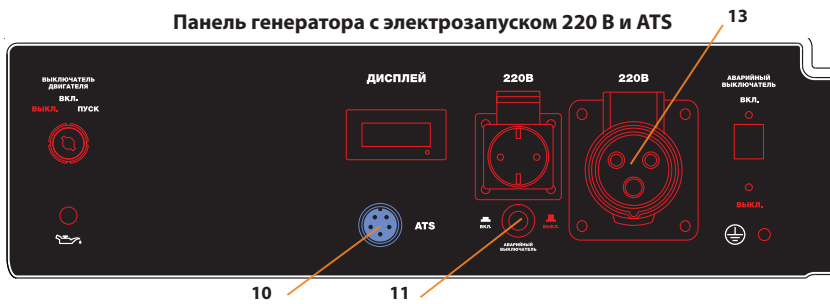 Панель генератора с электрозапуском 220 В и ATS
13
ВЫКЛЮЧАТЕЛЬ
ДВИГАТЕЛЯ
ВКЛ.
ВЫКЛ. ПУСК
ДИСПЛЕЙ
220В
220В
АВАРИЙНЫЙ
ВЫКЛЮЧАТЕЛЬ
ВКЛ.
ВЫКЛ.
ATS
ВКЛ.
ВЫКЛ.
АВАРИЙНЫЙ
ВЫКЛЮЧАТЕЛЬ
10
11